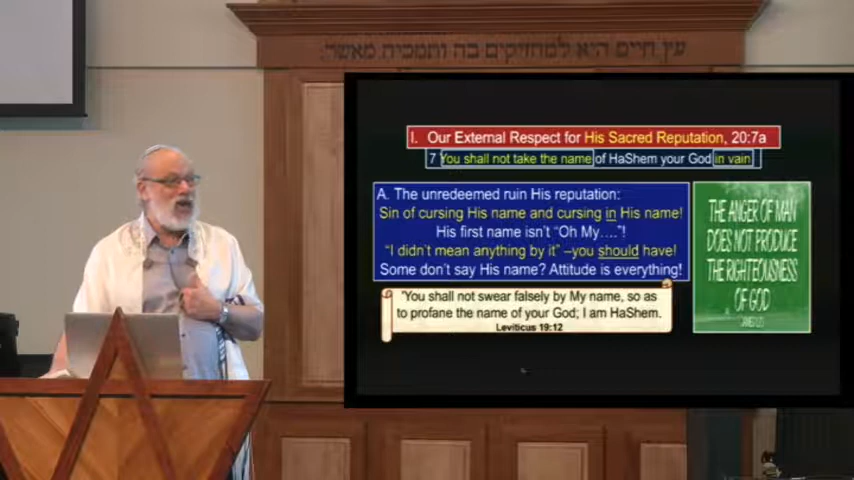 עץ חיים היא למחזיקים בה ותמכיה מאשר
I. Our External Respect for His Sacred Reputation, 20:7a
7 You shall not take the name of HaShem your God in vain
A. The unredeemed ruin His reputation:
Sin of cursing His name and cursing in His name!
His first name isn't "Oh My...."!
"I didn't mean anything by it" –you should have!
Some don't say His name? Attitude is everything!
'You shall not swear falsely by My name, so as
to profane the name of your God; I am HaShem.
Leviticus 19:12
THE ANGER OF MAN
DOES NOT PRODUCE
THE RIGHTEOUSNESS
OF GOD